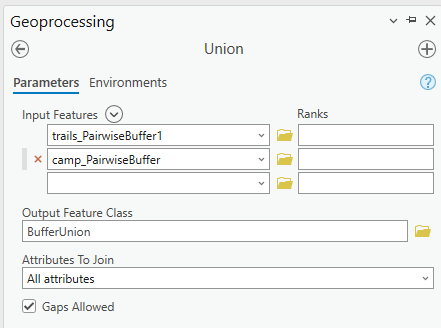 Geoprocessing
Union
Parameters Environments
Input Features Ranks
trails_PairwiseBuffer1
camp_PairwiseBuffer
Output Feature Class
BufferUnion
Attributes To Join
All attributes
Gaps Allowed